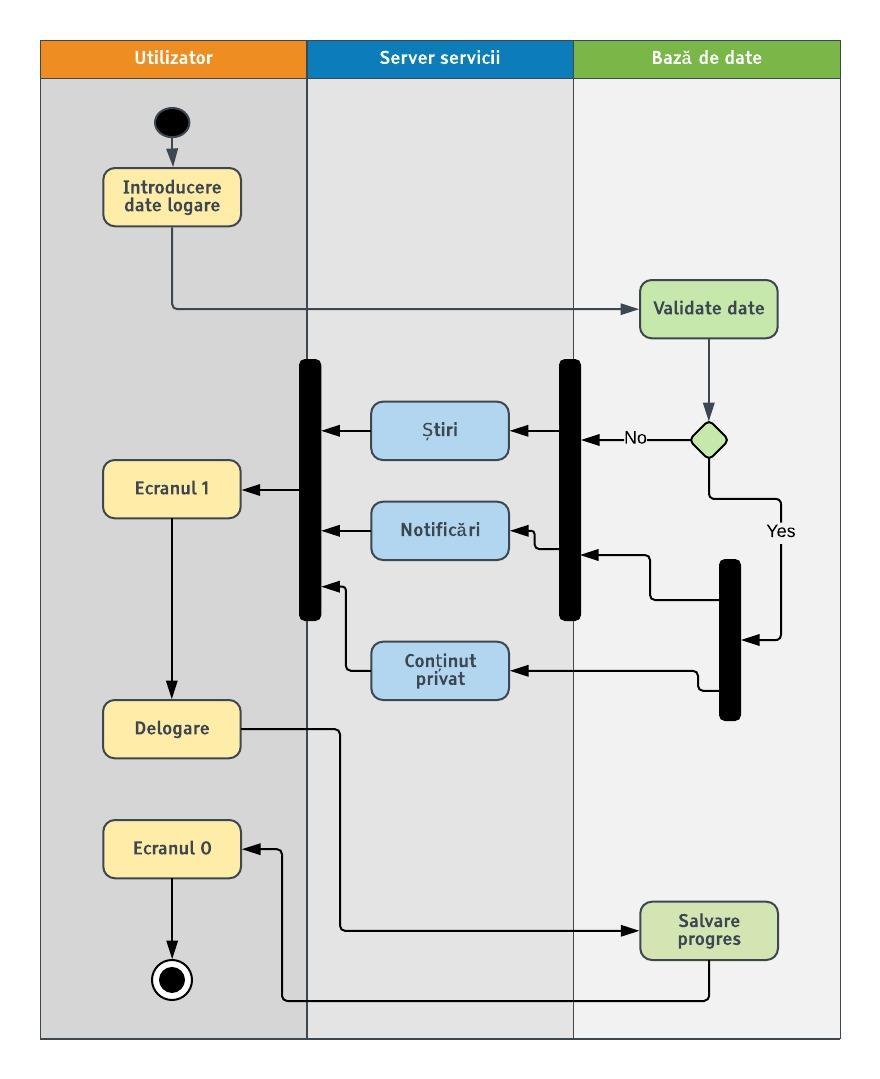 Utilizator
Server servicii
Bază de date
Introducere
date logare
Validate date
Știri
No
Ecranul 1
Notificări
Yes
Conținut
privat
Delogare
Ecranul 0
Salvare
progres